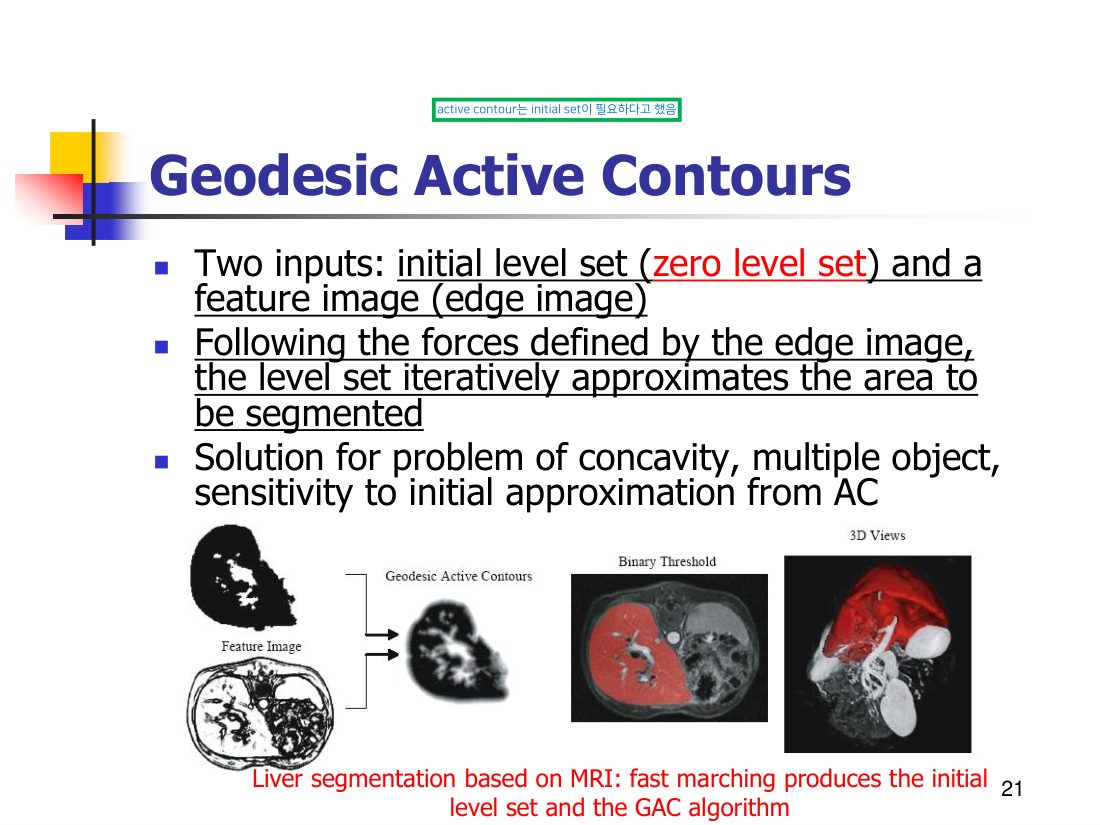 active contour는 initial set이 필요하다고 했음
Geodesic Active Contours
Two inputs: initial level set (zero level set) and a
feature image (edge image)
Following the forces defined by the edge image,
the level set iteratively approximates the area to
be segmented
Solution for problem of concavity, multiple object,
sensitivity to initial approximation from AC
Feature Image
Geodesic Active Contours
Binary Threshold
3D Views
Liver segmentation based on MRI: fast marching produces the initial
level set and the GAC algorithm
21